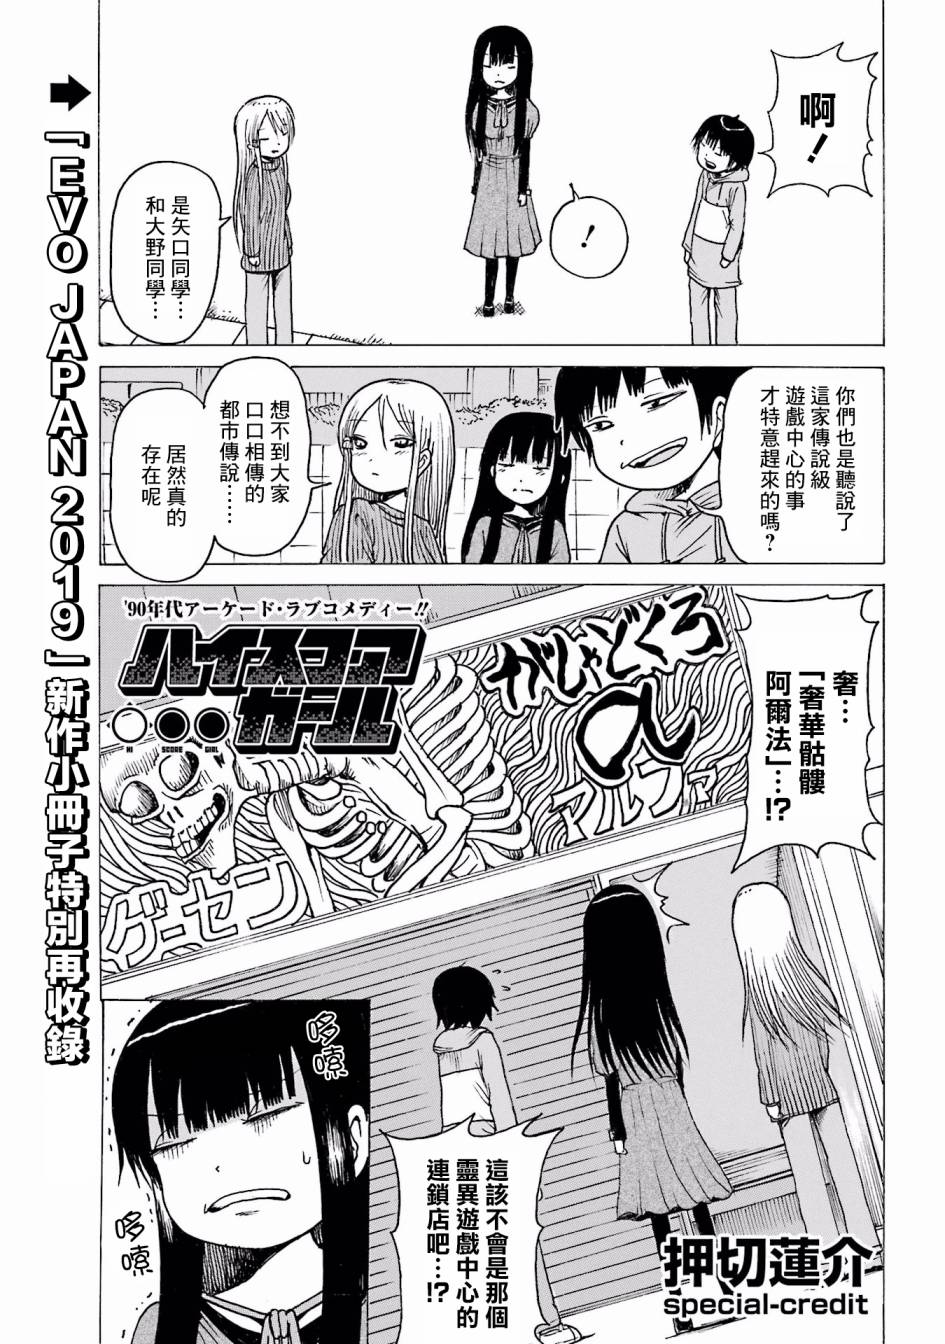 「EVO JAPAN 2019」新作小冊子特別再收錄
啊！
！
是矢口同學…
和大野同學…
你們也是聽說了
這家傳說級
遊戲中心的事
才特意趕來的嗎？
想不到大家
口口相傳的
都市傳說……
居然真的
存在呢
'90年代アーケード・ラブコメディー!!
ハイスコア
ガール
HI SCORE GIRL
がしゃどくろ
α
アルファ
ゲーセン
奢…
「奢華骷髏
阿爾法」…!?
這該不會是那個
靈異遊戲中心的
連鎖店吧…!?
哆嗦
哆嗦
押切蓮介
special-credit